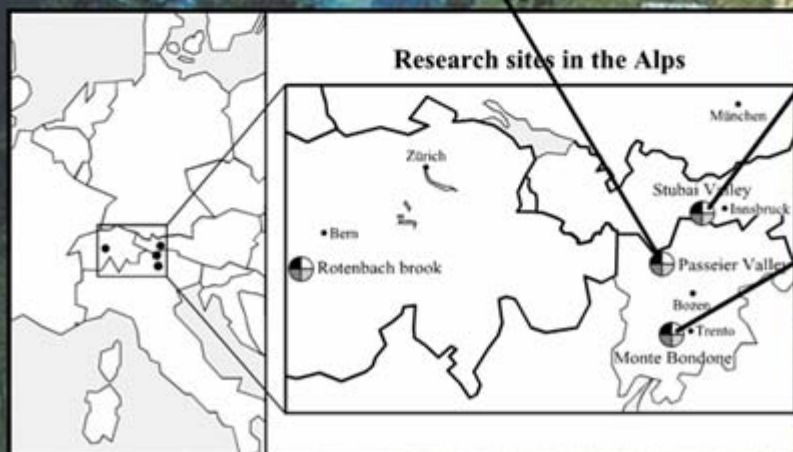 Research sites in the Alps
München
Zürich
Stubai Valley
Innsbruck
Bern
Rotenbach brook
Passeier Valley
Bozen
Trento
Monte Bondone